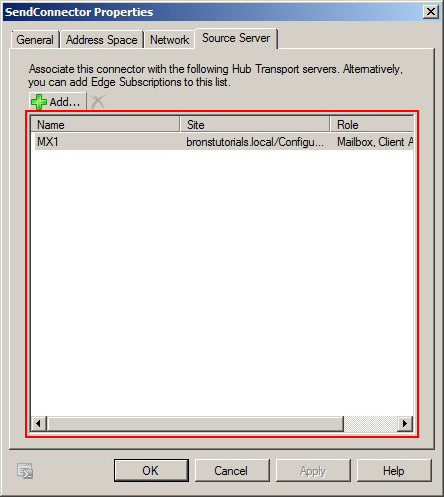 SendConnector Properties
General Address Space Network Source Server
Associate this connector with the following Hub Transport servers. Alternatively,
you can add Edge Subscriptions to this list.
Add...
Name Site Role
MX1 bronstutorials.local/Configu... Mailbox, Client A
OK Cancel Apply Help